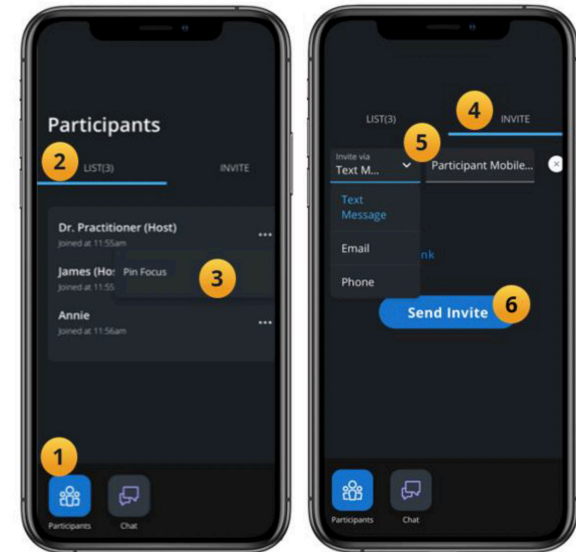 Participants
2
LIST(3)
INVITE
Dr. Practitioner (Host)
Joined at 11:55am
James (Hos
Pin Focus
3
Joined at 11:55
Annie
Joined at 11:56am
1
Participants
Chat
4
LIST(3)
INVITE
5
Invite via
Text M...
Participant Mobile...
Text
Message
Email
nk
Phone
Send Invite
6
Participants
Chat